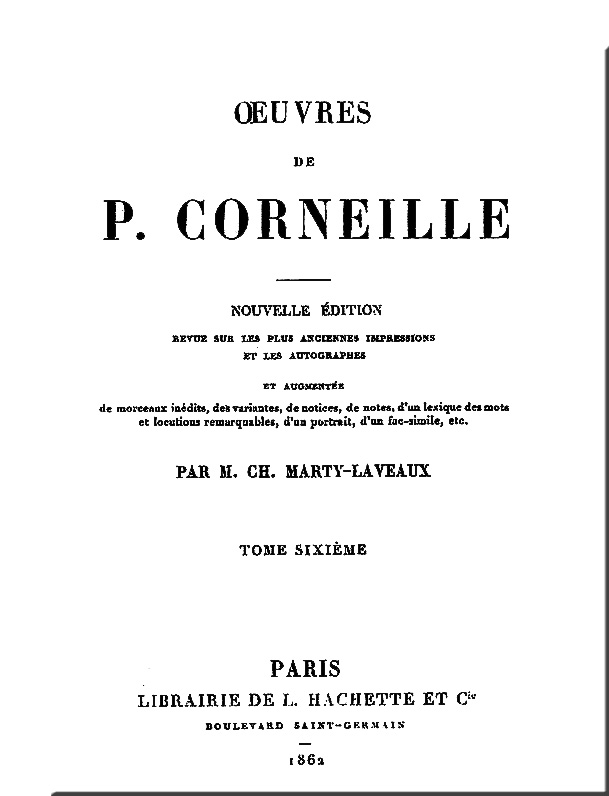 ŒUVRES
DE
P. CORNEILLE
NOUVELLE ÉDITION
REVUE SUR LES PLUS ANCIENNES IMPRESSIONS
ET LES AUTOGRAPHES
ET AUGMENTÉE
de morceaux inédits, des variantes, de notices, de notes, d'un lexique des mots
et locutions remarquables, d'un portrait, d'un fac-simile, etc.
PAR M. CH. MARTY-LAVEAUX
TOME SIXIÈME
PARIS
LIBRAIRIE DE L. HACHETTE ET Cie
BOULEVARD SAINT-GERMAIN
1862